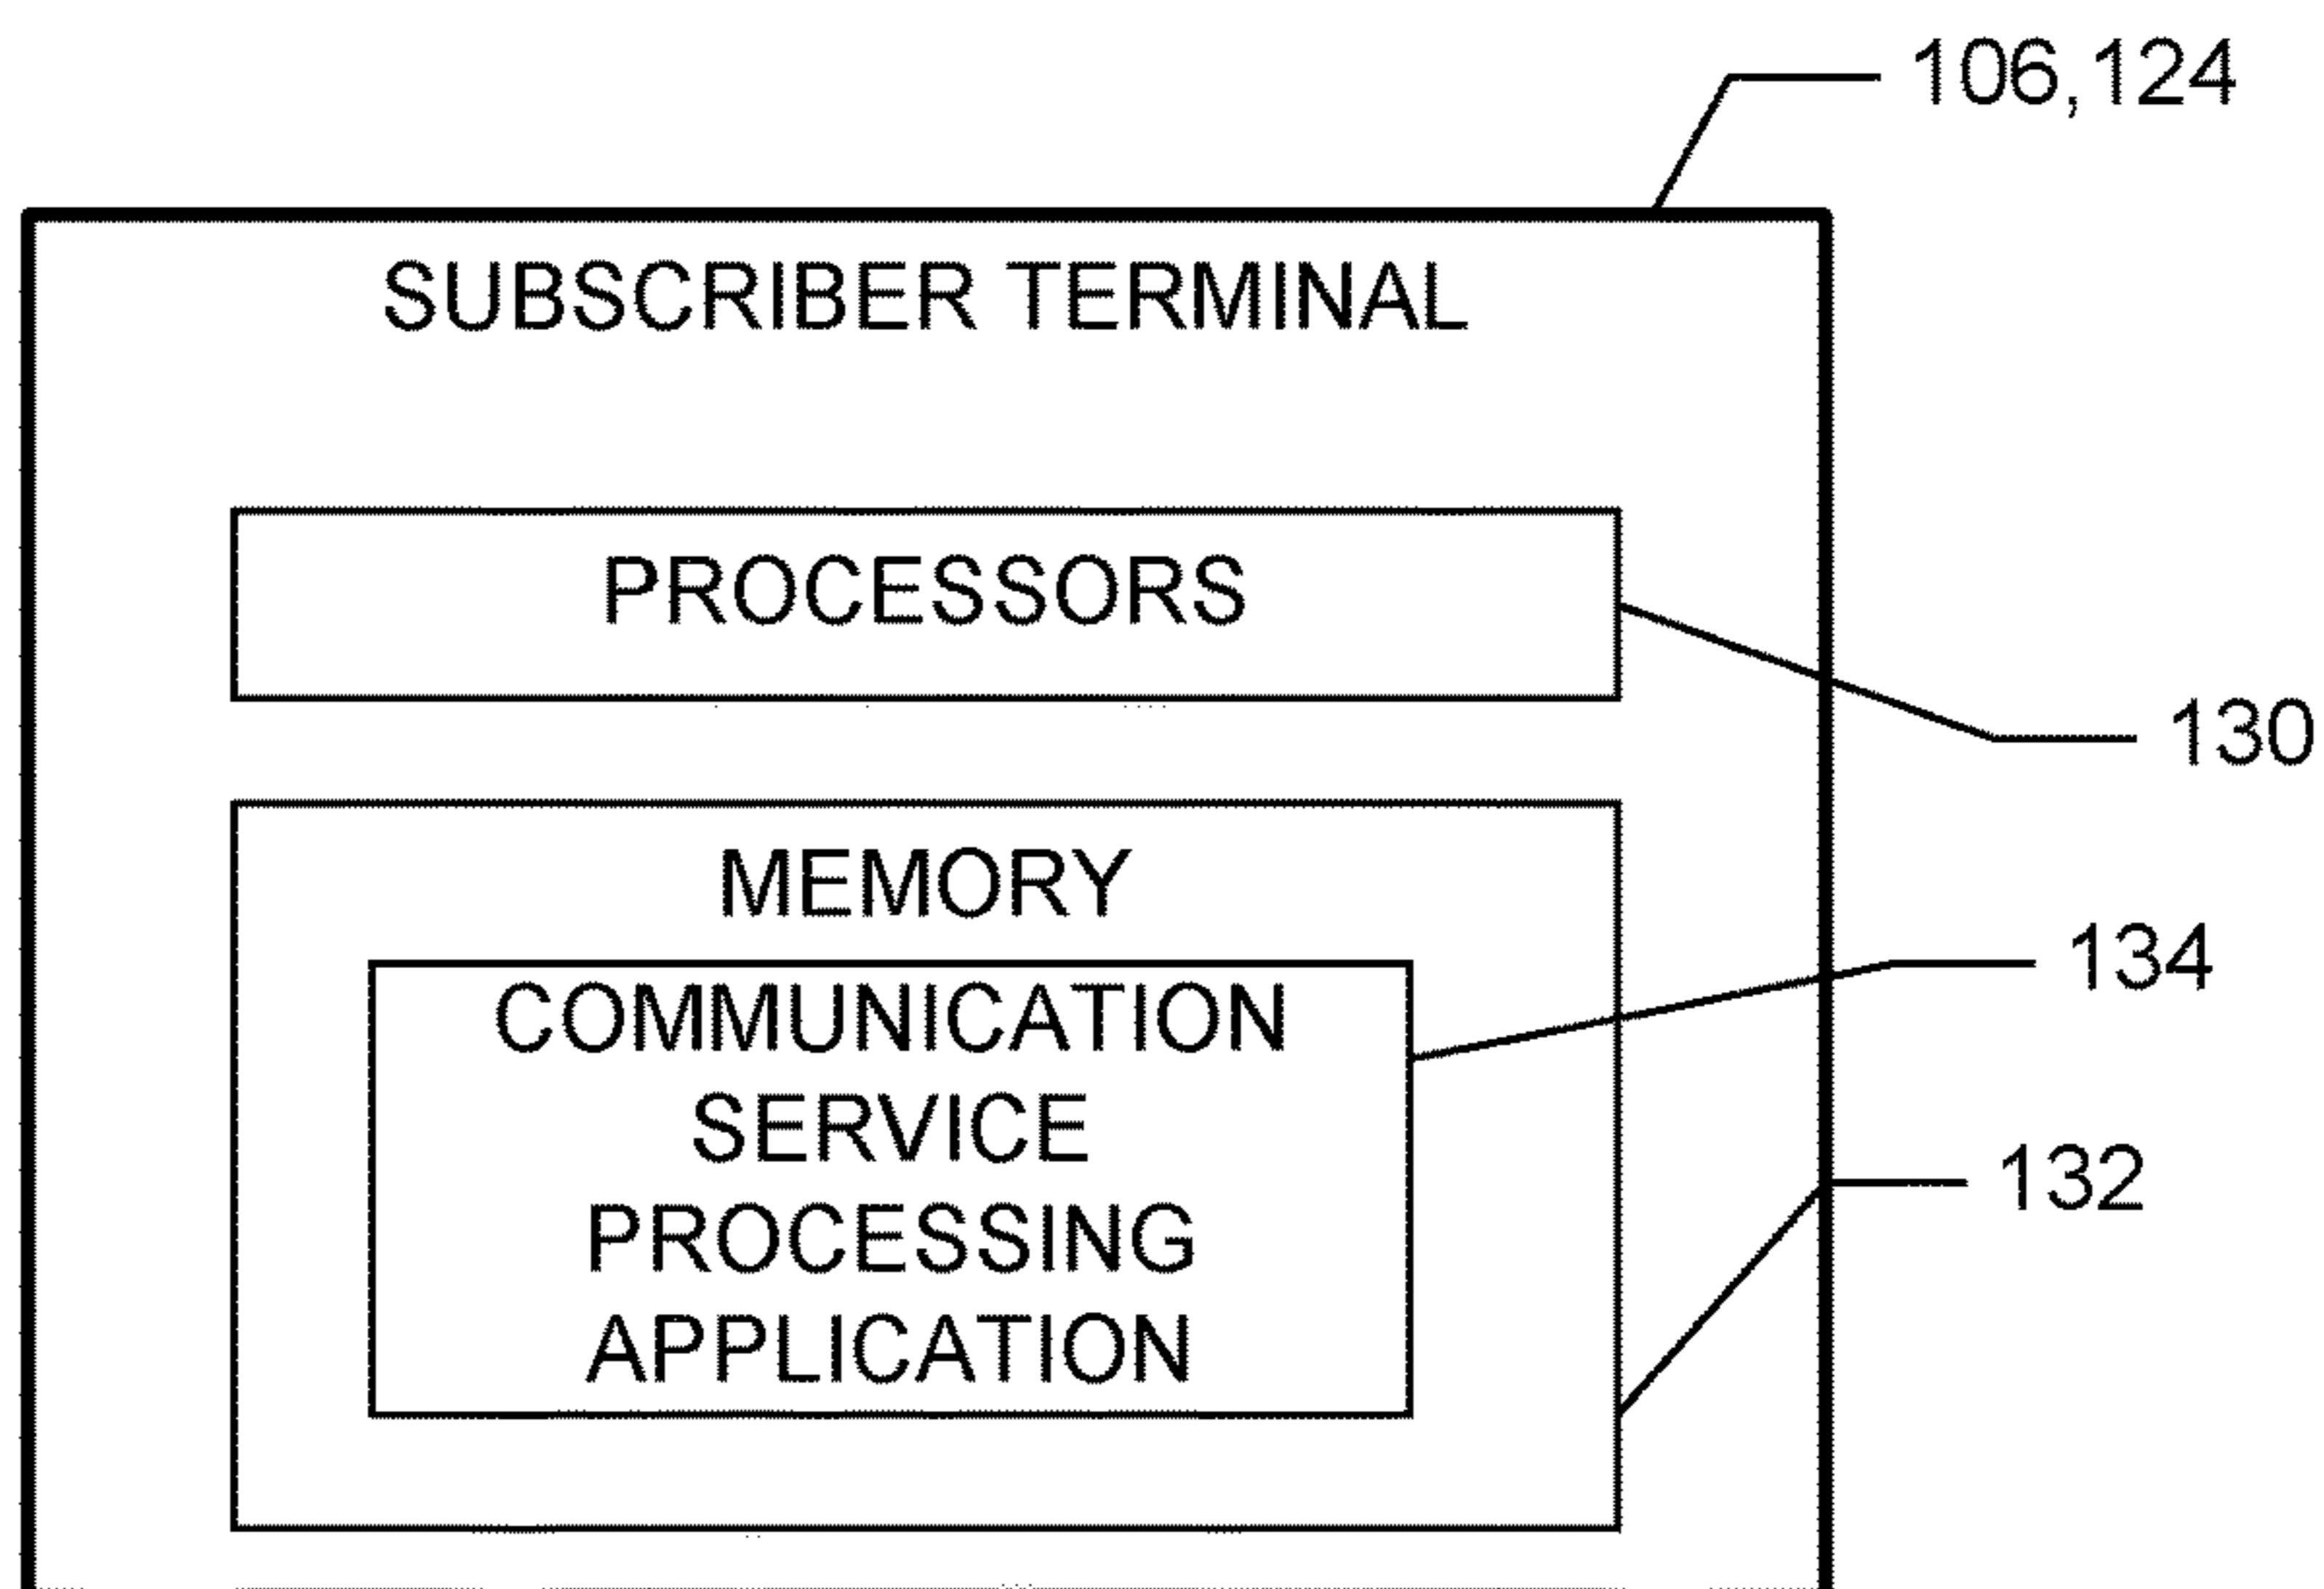 106,124
SUBSCRIBER TERMINAL
PROCESSORS
130
MEMORY
134
COMMUNICATION
SERVICE
132
PROCESSING
APPLICATION